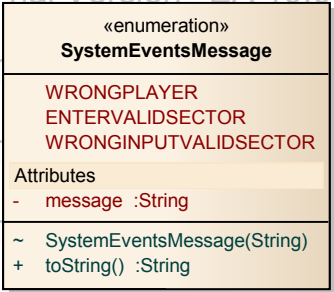 «enumeration»
SystemEventsMessage
WRONGPLAYER
ENTERVALIDSECTOR
WRONGINPUTVALIDSECTOR
Attributes
- message :String
~ SystemEventsMessage(String)
+ toString() :String